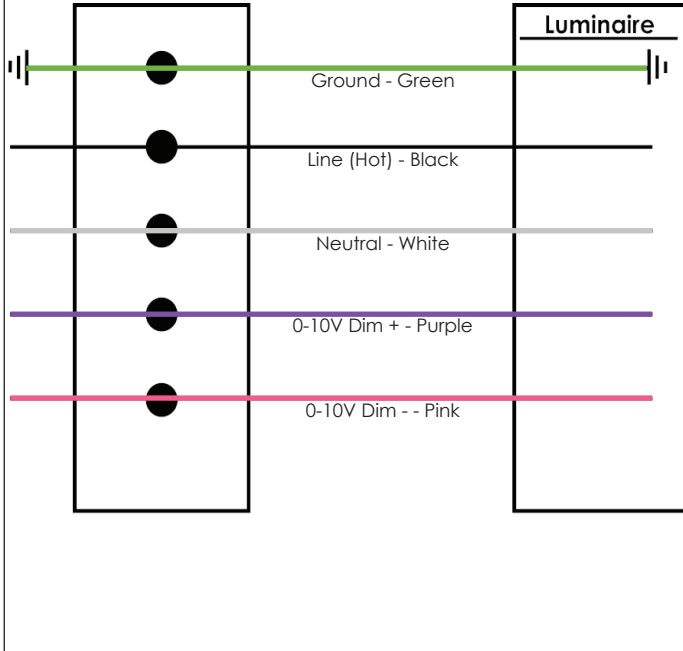 Luminaire
Ground - Green
Line (Hot) - Black
Neutral - White
0-10V Dim + - Purple
0-10V Dim - - Pink